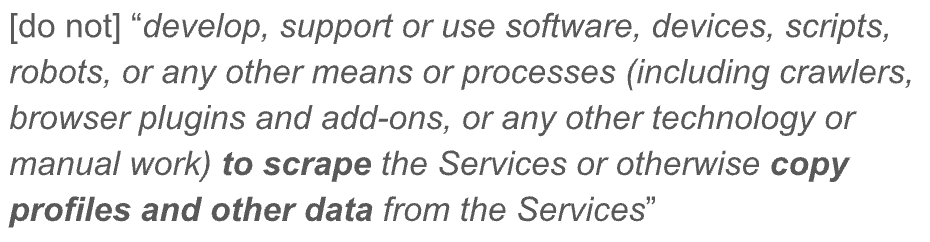 [do not] “develop, support or use software, devices, scripts,
robots, or any other means or processes (including crawlers,
browser plugins and add-ons, or any other technology or
manual work) to scrape the Services or otherwise copy
profiles and other data from the Services”